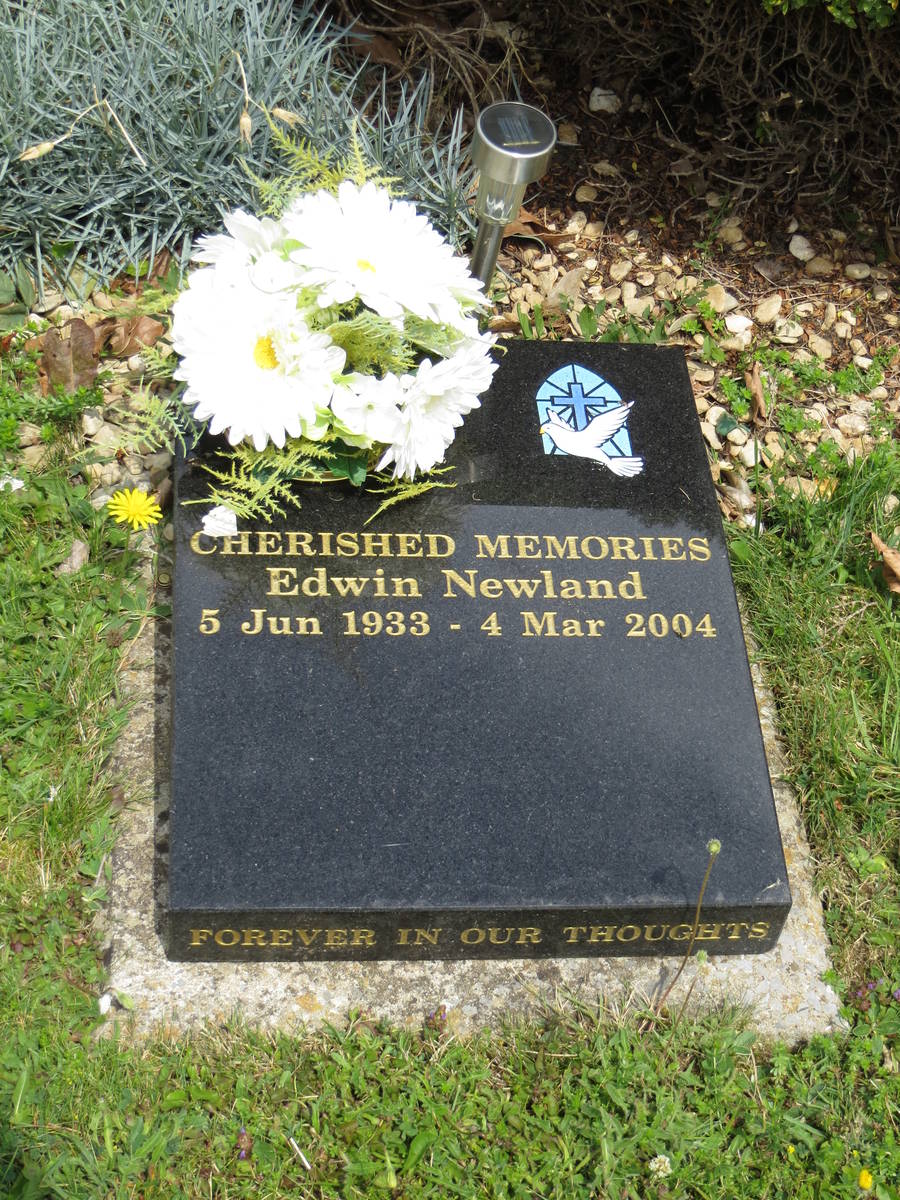 CHERISHED MEMORIES
Edwin Newland
5 Jun 1933 - 4 Mar 2004
FOREVER IN OUR THOUGHTS